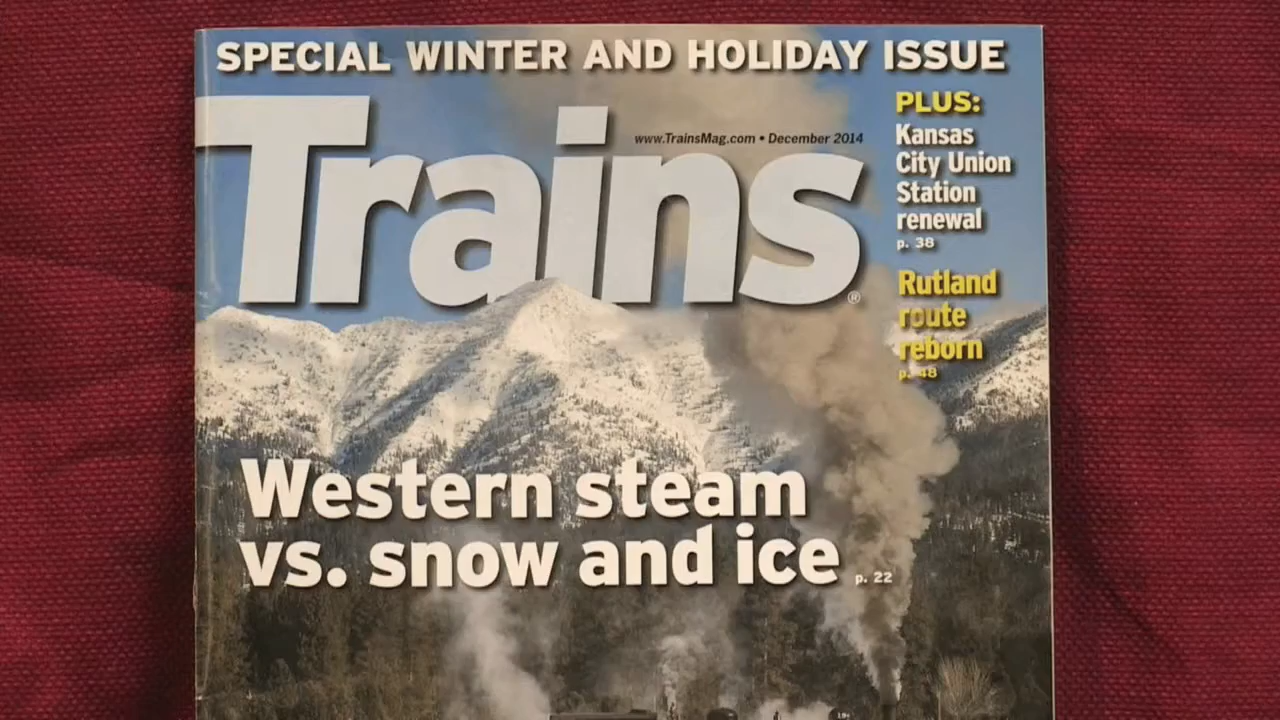 SPECIAL WINTER AND HOLIDAY ISSUE
Trains®
www.TrainsMag.com • December 2014
PLUS:
Kansas
City Union
Station
renewal
p. 38
Rutland
route
reborn
p. 48
Western steam
vs. snow and ice p. 22